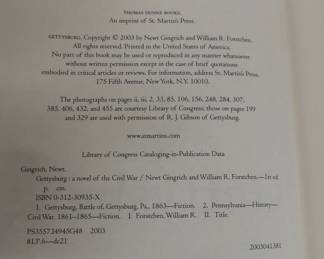 THOMAS DUNNE BOOKS.
An imprint of St. Martin's Press.
GETTYSBURG. Copyright © 2003 by Newt Gingrich and William R. Forstchen.
All rights reserved. Printed in the United States of America.
No part of this book may be used or reproduced in any manner whatsoever
without written permission except in the case of brief quotations
embodied in critical articles or reviews. For information, address St. Martin's Press,
175 Fifth Avenue, New York, N.Y. 10010.
The photographs on pages ii, iii, 2, 33, 85, 106, 156, 248, 284, 307,
385, 406, 432, and 455 are courtesy Library of Congress; those on pages 199
and 329 are used with permission of R. J. Gibson of Gettysburg.
www.stmartins.com
Library of Congress Cataloging-in-Publication Data
Gingrich, Newt.
Gettysburg : a novel of the Civil War / Newt Gingrich and William R. Forstchen.—1st ed.
p. cm.
ISBN 0-312-30935-X
1. Gettysburg, Battle of, Gettysburg, Pa., 1863—Fiction. 2. Pennsylvania—History—
Civil War, 1861-1865—Fiction. I. Forstchen, William R. II. Title.
PS3557.I4945G48 2003
813'.6—dc21
2003041381